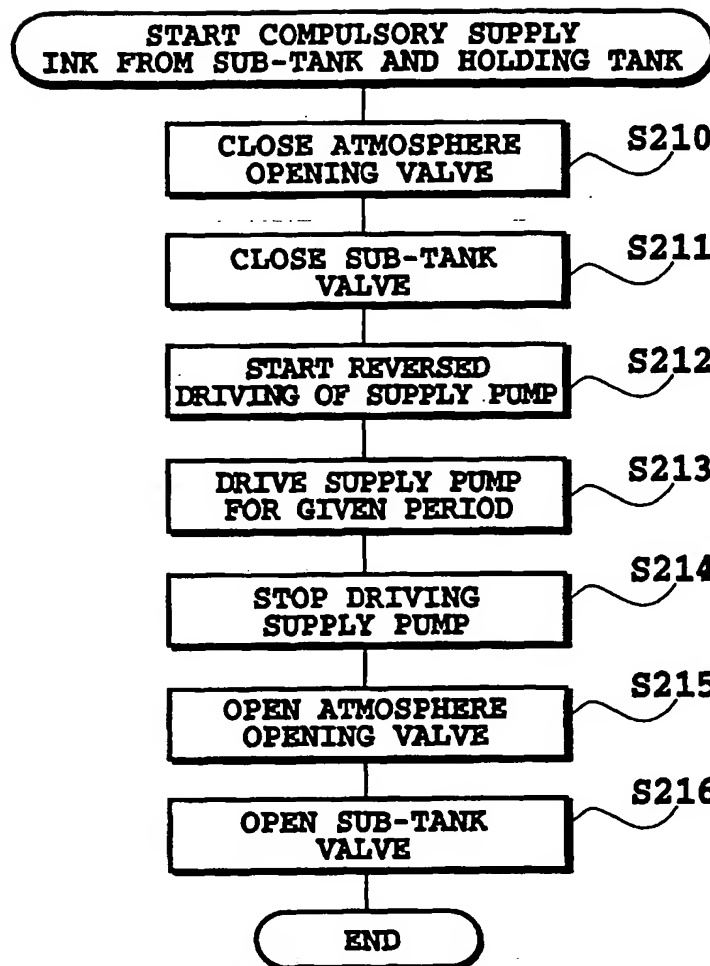 START COMPULSORY SUPPLY
INK FROM SUB-TANK AND HOLDING TANK
CLOSE ATMOSPHERE
OPENING VALVE
S210
CLOSE SUB-TANK
VALVE
S211
START REVERSED
DRIVING OF SUPPLY PUMP
S212
DRIVE SUPPLY PUMP
FOR GIVEN PERIOD
S213
STOP DRIVING
SUPPLY PUMP
S214
OPEN ATMOSPHERE
OPENING VALVE
S215
OPEN SUB-TANK
VALVE
S216
END